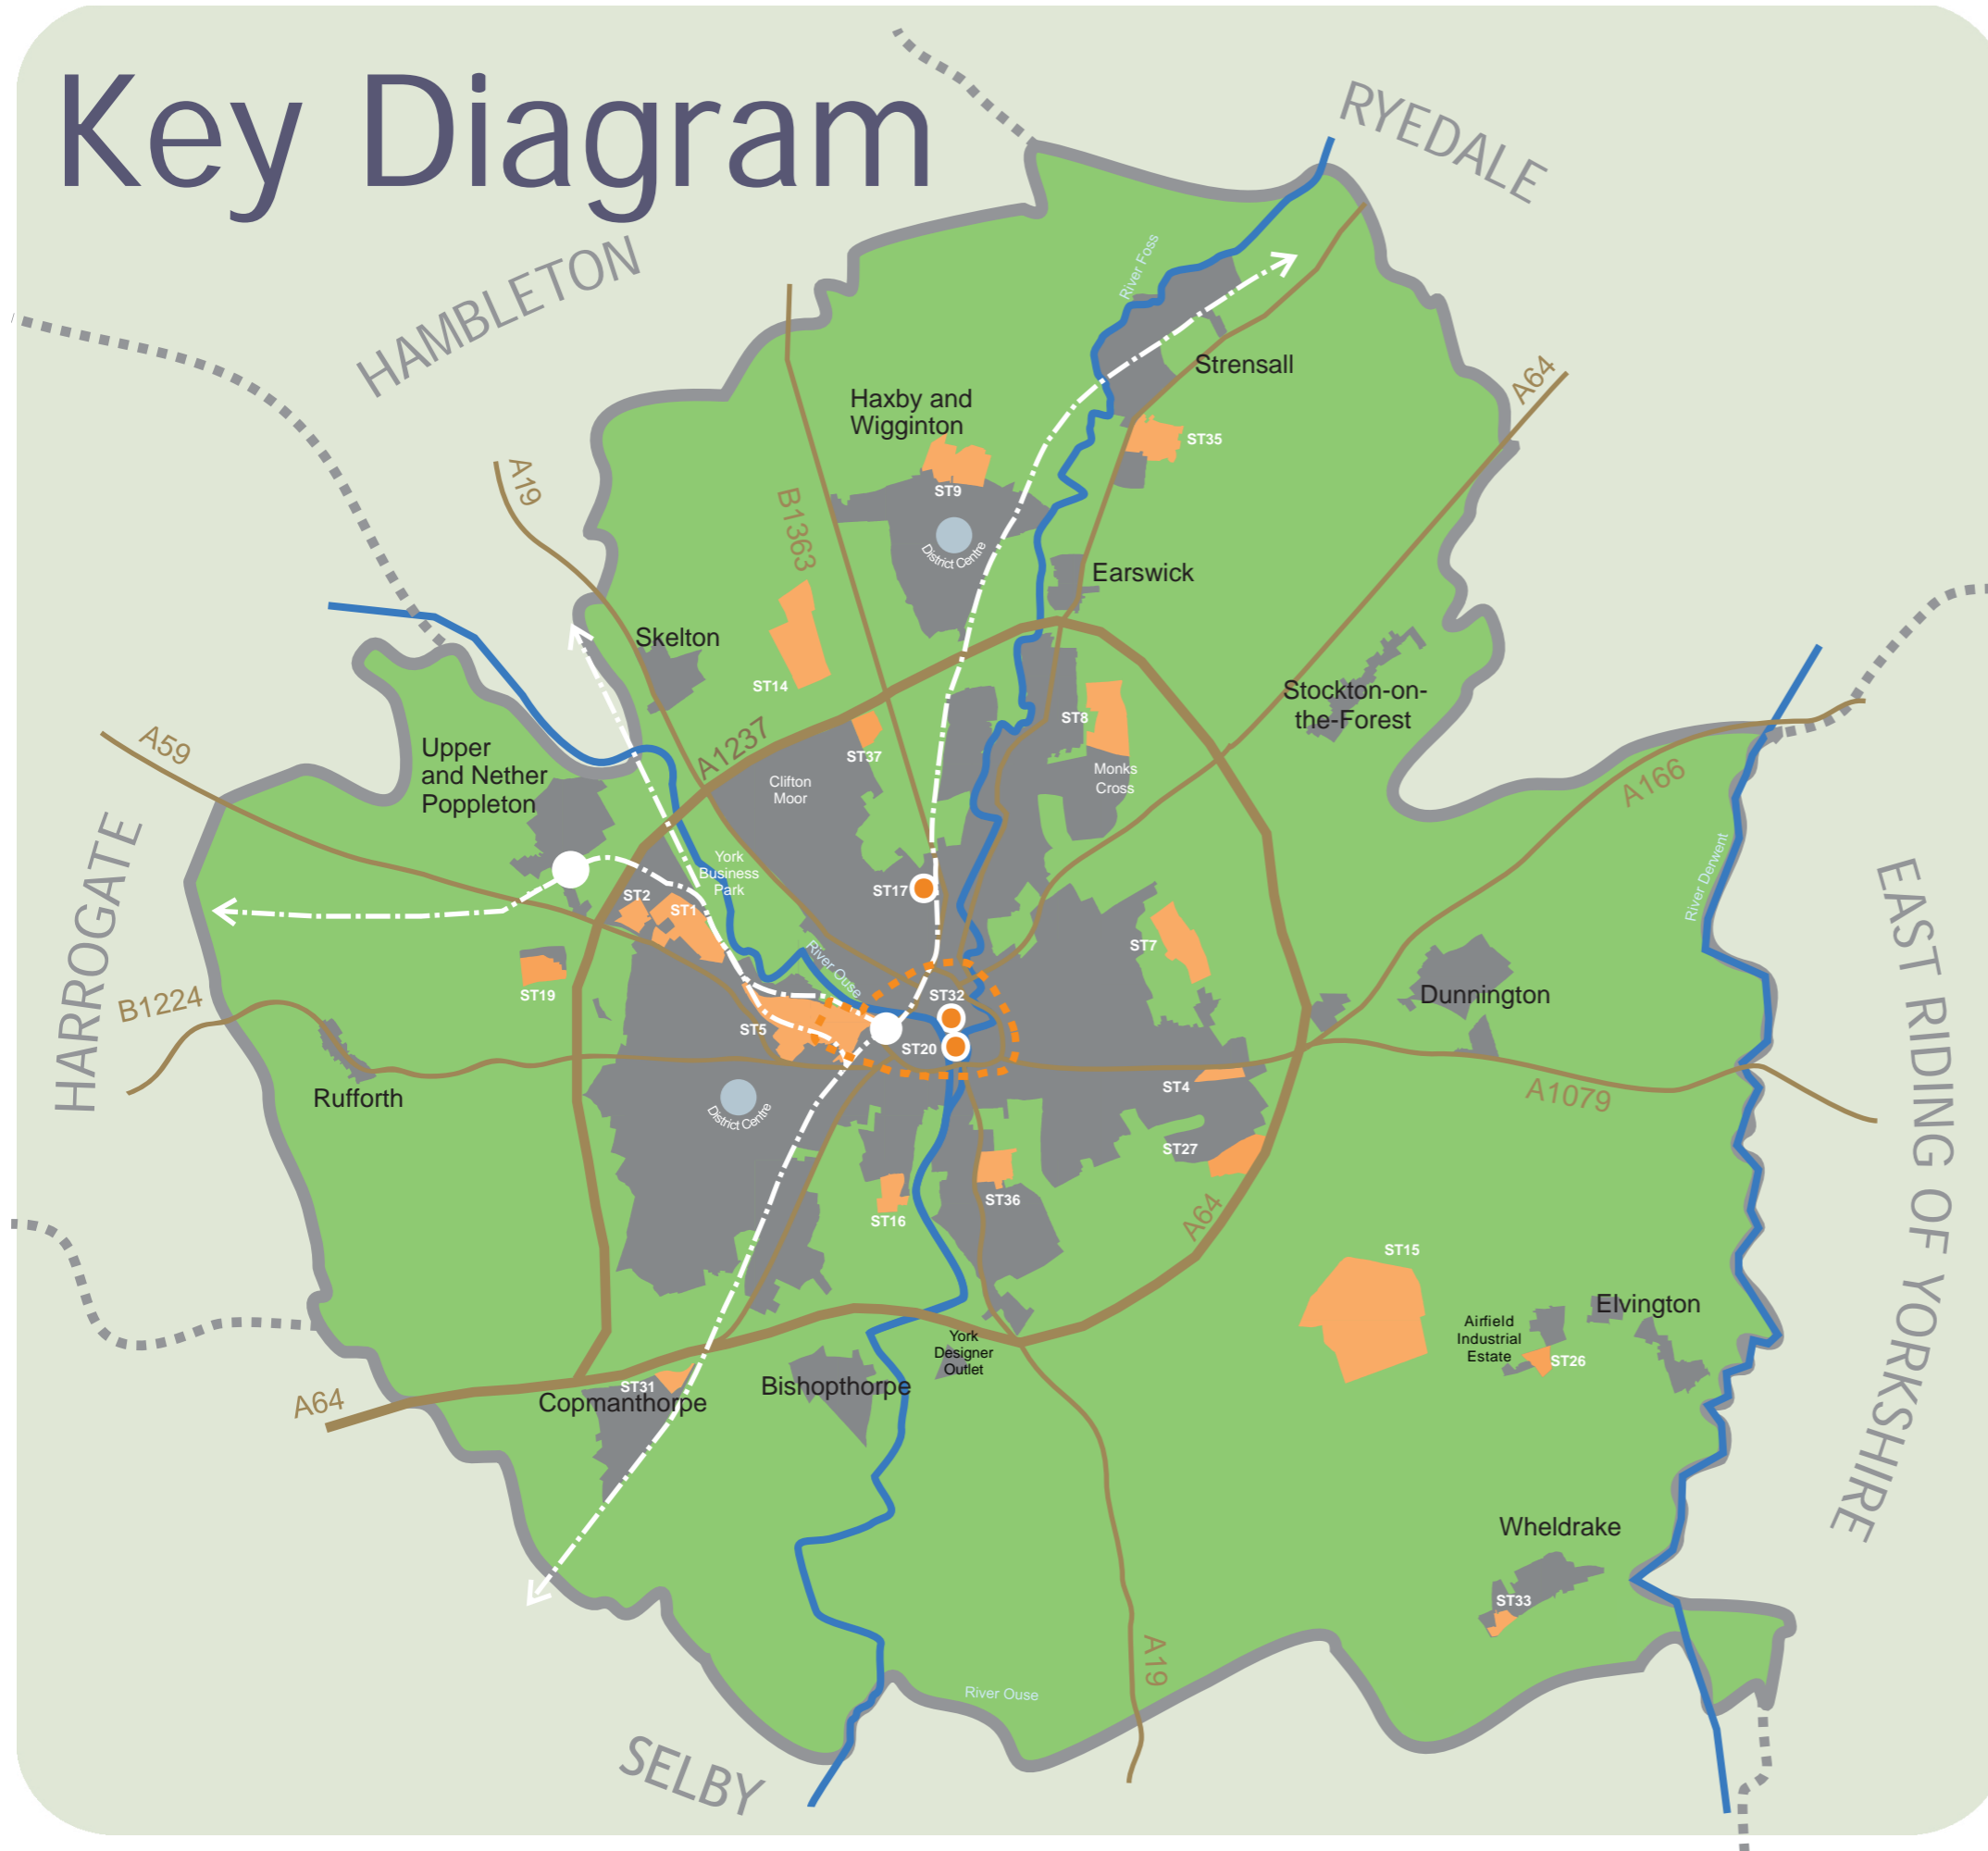 Key Diagram
RYEDALE
HAMBLETON
River Foss
Strensall
A64
Haxby and
Wigginton
ST35
A19
ST9
B1363
District Centre
Earswick
Skelton
ST14
Stockton-on-
the-Forest
ST8
A59
Upper
and Nether
Poppleton
A1237
ST37
Clifton
Moor
Monks
Cross
A166
River Derwent
HARROGATE
York
Business
Park
ST17
ST2
ST1
ST7
EAST RIDING OF YORKSHIRE
River Ouse
ST19
B1224
ST32
Dunnington
ST5
ST20
Rufforth
District Centre
ST4
A1079
ST27
ST36
ST16
A64
ST15
Elvington
Airfield
Industrial
Estate
ST26
York
Designer
Outlet
ST31
Copmanthorpe
Bishopthorpe
A64
Wheldrake
ST33
A19
River Ouse
SELBY